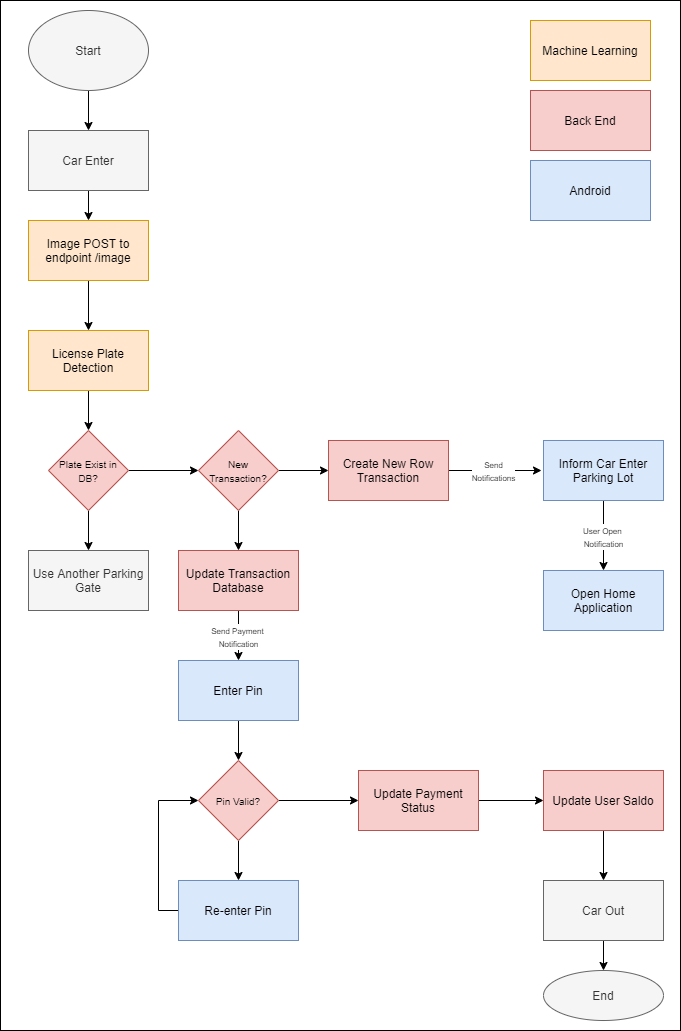 Start
Machine Learning
Back End
Android
Car Enter
Image POST to
endpoint /image
License Plate
Detection
Plate Exist in
DB?
New
Transaction?
Create New Row
Transaction
Send
Notifications
Inform Car Enter
Parking Lot
User Open
Notification
Open Home
Application
Use Another Parking
Gate
Update Transaction
Database
Send Payment
Notification
Enter Pin
Pin Valid?
Update Payment
Status
Update User Saldo
Re-enter Pin
Car Out
End